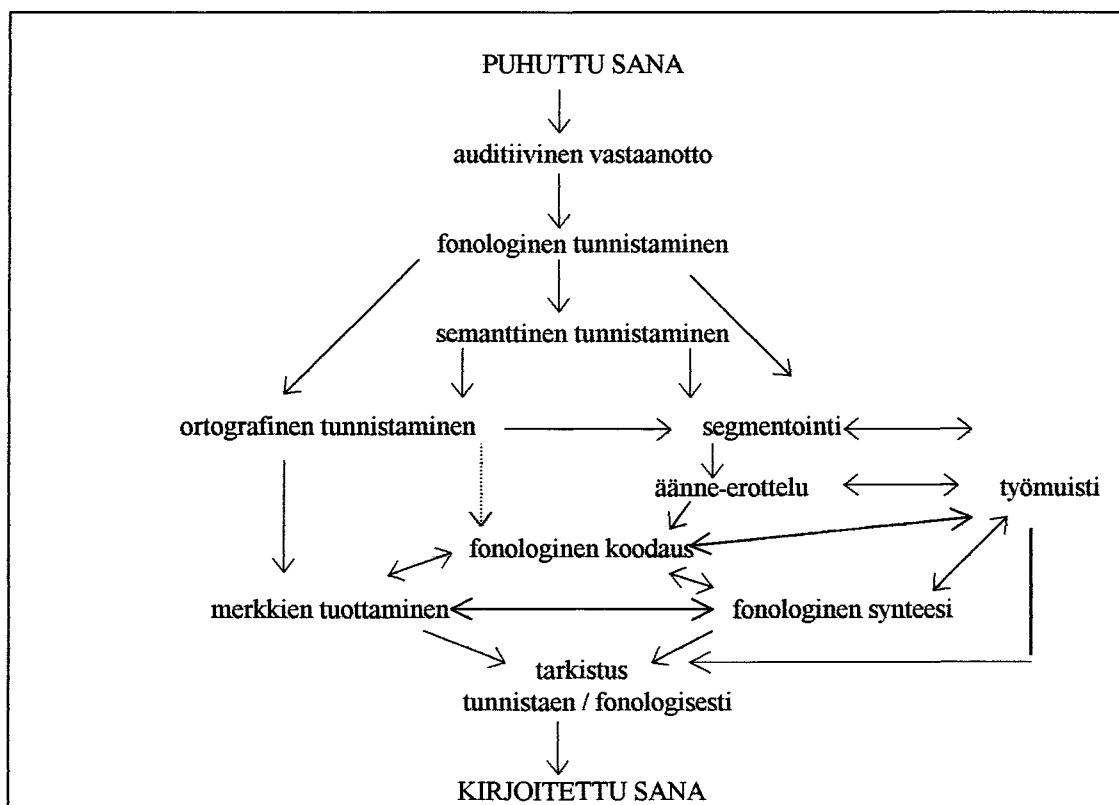 PUHUTTU SANA
auditiivinen vastaanotto
fonologinen tunnistaminen
semanttinen tunnistaminen
ortografinen tunnistaminen
segmentointi
äänne-erottelu
työmuisti
fonologinen koodaus
merkkien tuottaminen
fonologinen synteesi
tarkistus
tunnistaen / fonologisesti
KIRJOITETTU SANA